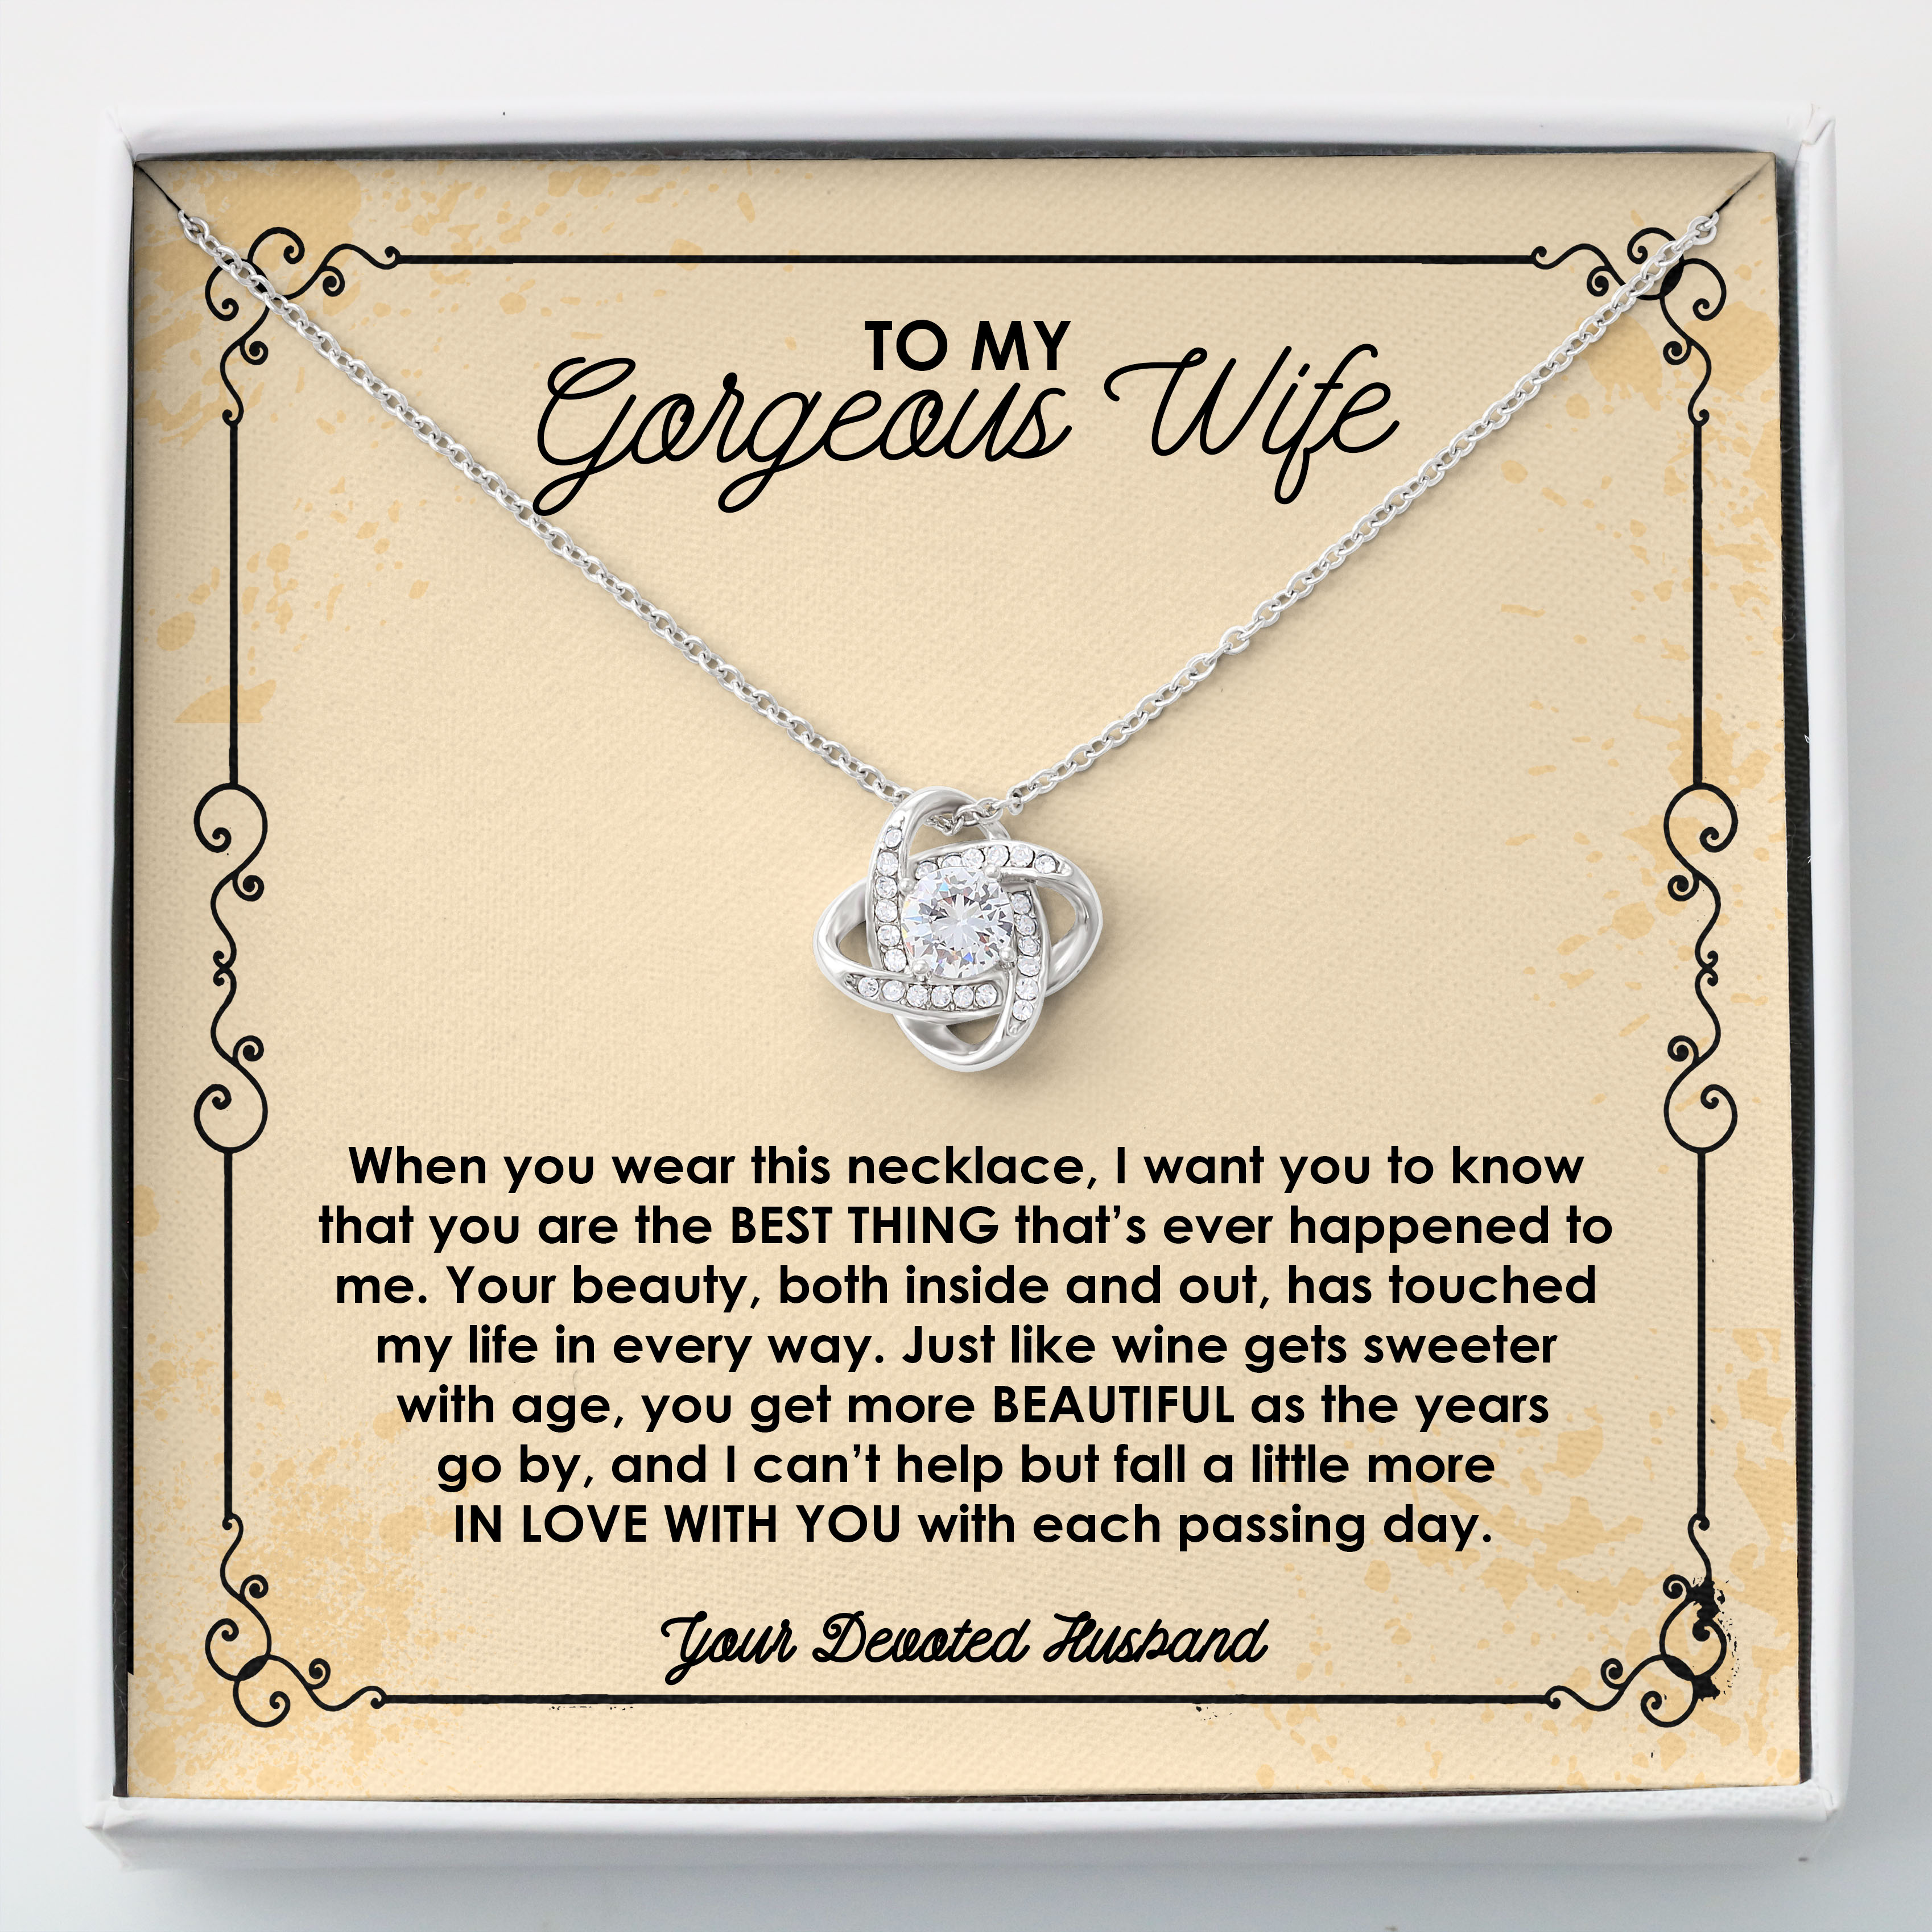 TO MY
Gorgeous Wife
When you wear this necklace, I want you to know
that you are the BEST THING that’s ever happened to
me. Your beauty, both inside and out, has touched
my life in every way. Just like wine gets sweeter
with age, you get more BEAUTIFUL as the years
go by, and I can’t help but fall a little more
IN LOVE WITH YOU with each passing day.
Your Devoted Husband